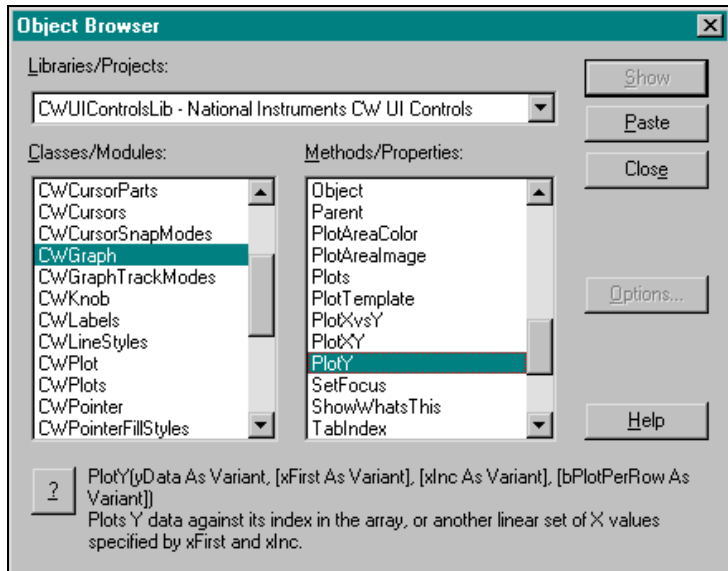 Object Browser
Libraries/Projects:
Show
CWUIControlsLib - National Instruments CW UI Controls
Paste
Classes/Modules:
Methods/Properties:
Close
CWCursorParts
CWCursors
CWCursorSnapModes
CWGraph
CWGraphTrackModes
CWKnob
CWLabels
CWLineStyles
CWPlot
CWPlots
CWPointer
CWPointerFillStyles
Object
Parent
PlotAreaColor
PlotAreaImage
Plots
PlotTemplate
PlotXvsY
PlotXY
PlotY
SetFocus
ShowWhatsThis
TabIndex
Options...
Help
?
PlotY(yData As Variant, [xFirst As Variant], [xInc As Variant], [bPlotPerRow As
Variant])
Plots Y data against its index in the array, or another linear set of X values
specified by xFirst and xInc.